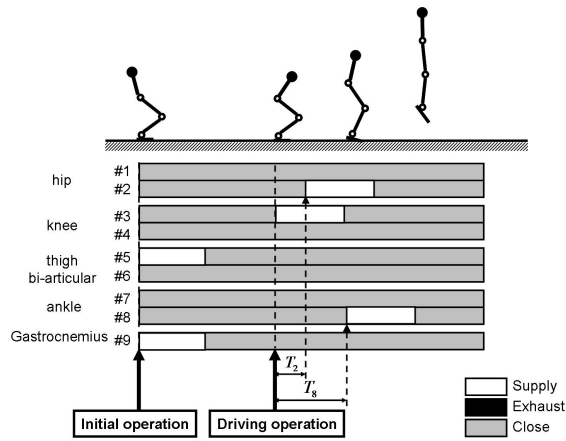 hip
#1
#2
knee
#3
#4
thigh
bi-articular
#5
#6
ankle
#7
#8
Gastrocnemius #9
T2
T8
Initial operation
Driving operation
Supply
Exhaust
Close